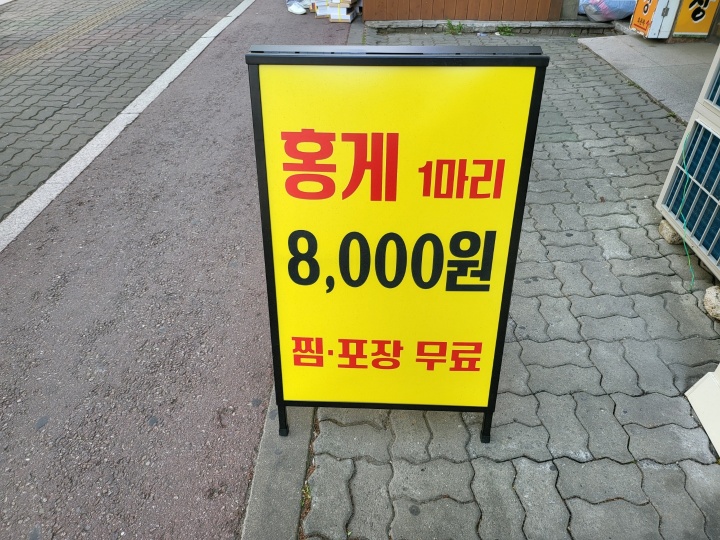 홍게 1마리
8,000원
찜·포장 무료